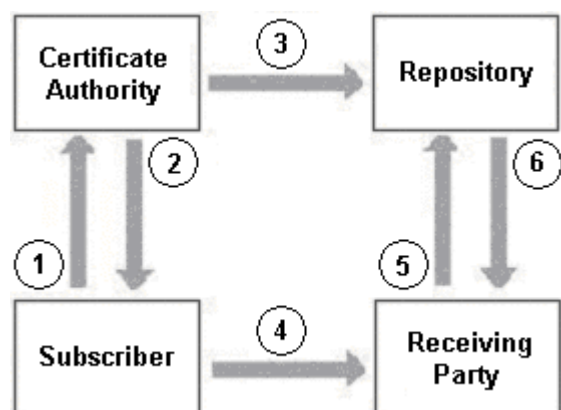 Certificate
Authority
3
Repository
2
6
1
5
Subscriber
4
Receiving
Party